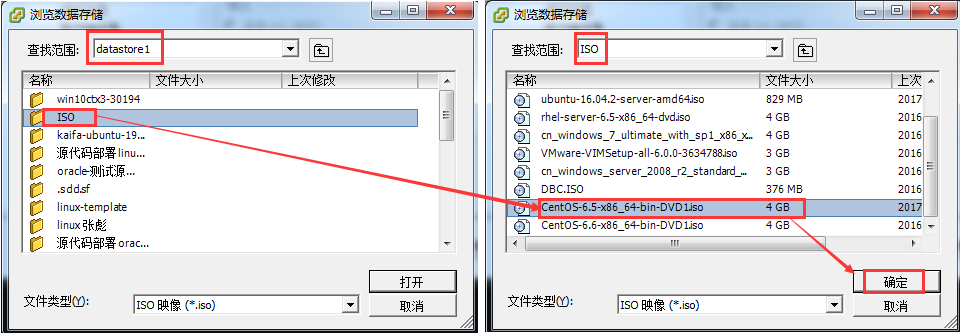 浏览数据存储
查找范围: datastore1
名称 文件大小 上次修改
win10ctx3-30194
ISO
kaifa-ubuntu-19...
源代码部署 linu...
oracle-测试源...
.sdd.sf
linux-template
linux 张彪
源代码部署 orac...
打开
文件类型(Y): ISO 映像 (*.iso) 取消
浏览数据存储
查找范围: ISO
名称 文件大小 上次
ubuntu-16.04.2-server-amd64.iso 829 MB 2017
rhel-server-6.5-x86_64-dvd.iso 4 GB 2016
cn_windows_7_ultimate_with_sp1_x86_x... 4 GB 2016
VMware-VIMSetup-all-6.0.0-3634788.iso 3 GB 2016
cn_windows_server_2008_r2_standard_... 3 GB 2016
DBC.ISO 376 MB 2016
CentOS-6.5-x86_64-bin-DVD1.iso 4 GB 2017
CentOS-6.6-x86_64-bin-DVD1.iso 4 GB 2016
确定
文件类型(Y): ISO 映像 (*.iso) 取消